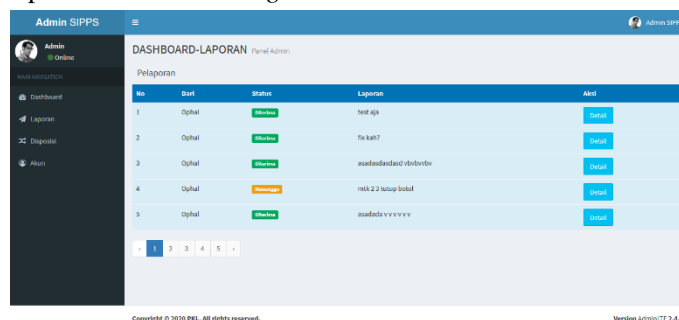 Admin SIPPS
Admin SIPP
Admin
Online
MAIN NAVIGATION
Dashboard
Laporan
Disposisi
Akun
DASHBOARD-LAPORAN Panel Admin
Pelaporan
No Dari Status Laporan Aksi
1 Ophal Diterima test aja Detail
2 Ophal Diterima fix kah? Detail
3 Ophal Diterima asadasdasdasd vbvbvvbv Detail
4 Ophal Menunggu mtk 2 3 tutup botol Detail
5 Ophal Diterima asadada v v v v v v Detail
‹ 1 2 3 4 5 ›
Copyright © 2020 PKL. All rights reserved. Version AdminLTE 2.4.